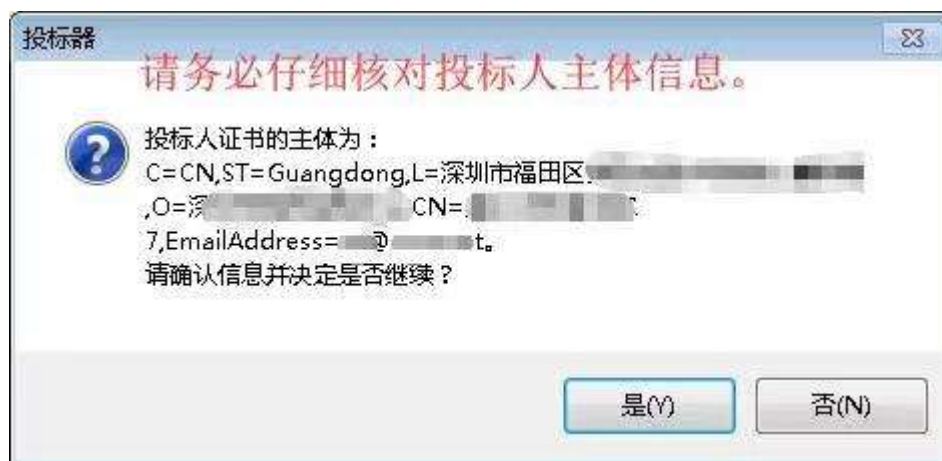 投标器
请务必仔细核对投标人主体信息。
投标人证书的主体为：
C=CN,ST=Guangdong,L=深圳市福田区
,O=深 CN=
7,EmailAddress= @ t。
请确认信息并决定是否继续？
是(Y) 否(N)